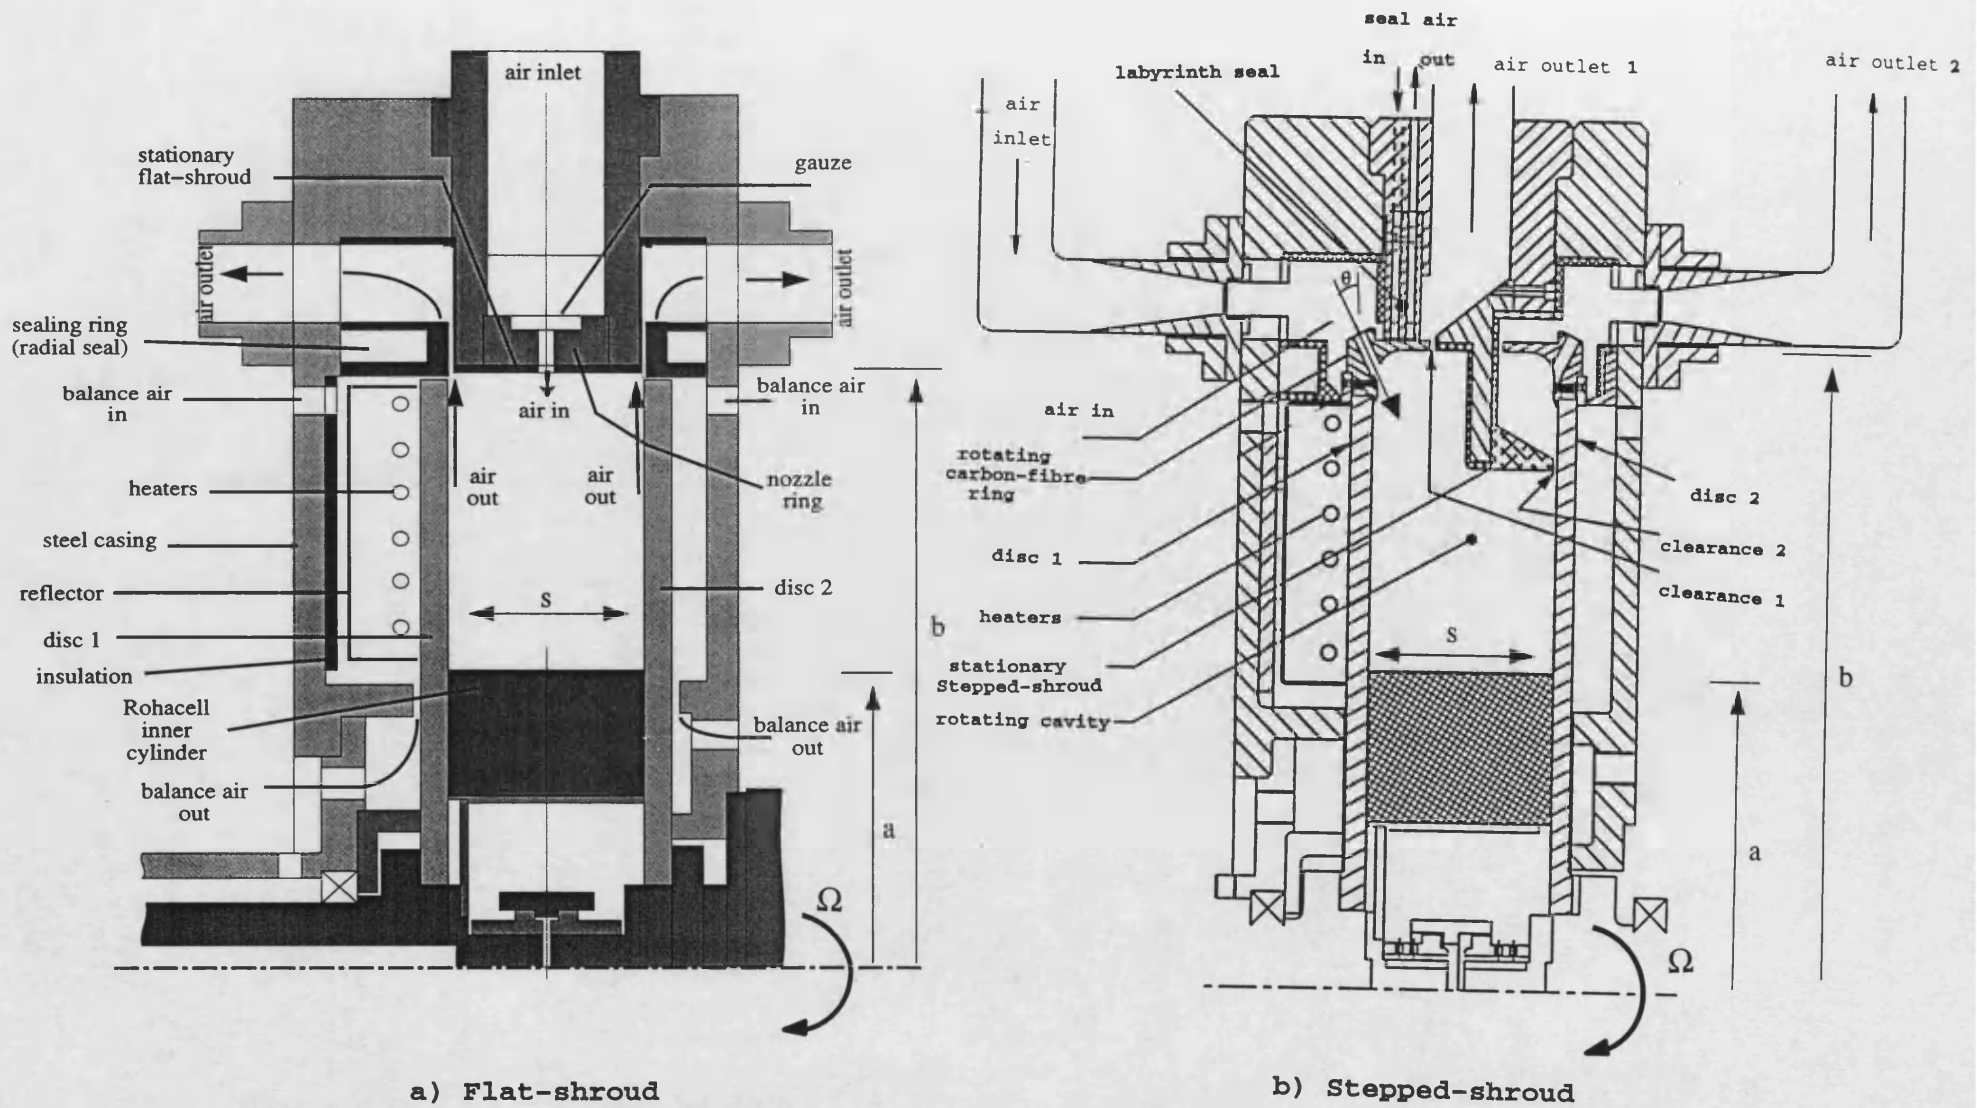 air inlet
stationary
flat-shroud
gauze
air outlet
air outlet
sealing ring
(radial seal)
balance air
in
air in
balance air
in
air
out
air
out
heaters
nozzle
ring
steel casing
reflector
s
disc 2
disc 1
b
insulation
Rohacell
inner
cylinder
balance air
out
balance air
out
a
Ω
a) Flat-shroud
seal air
in
out
labyrinth seal
air outlet 1
air outlet 2
air
inlet
θ
air in
rotating
carbon-fibre
ring
disc 2
disc 1
clearance 2
clearance 1
heaters
s
stationary
Stepped-shroud
rotating cavity
b
a
Ω
b) Stepped-shroud